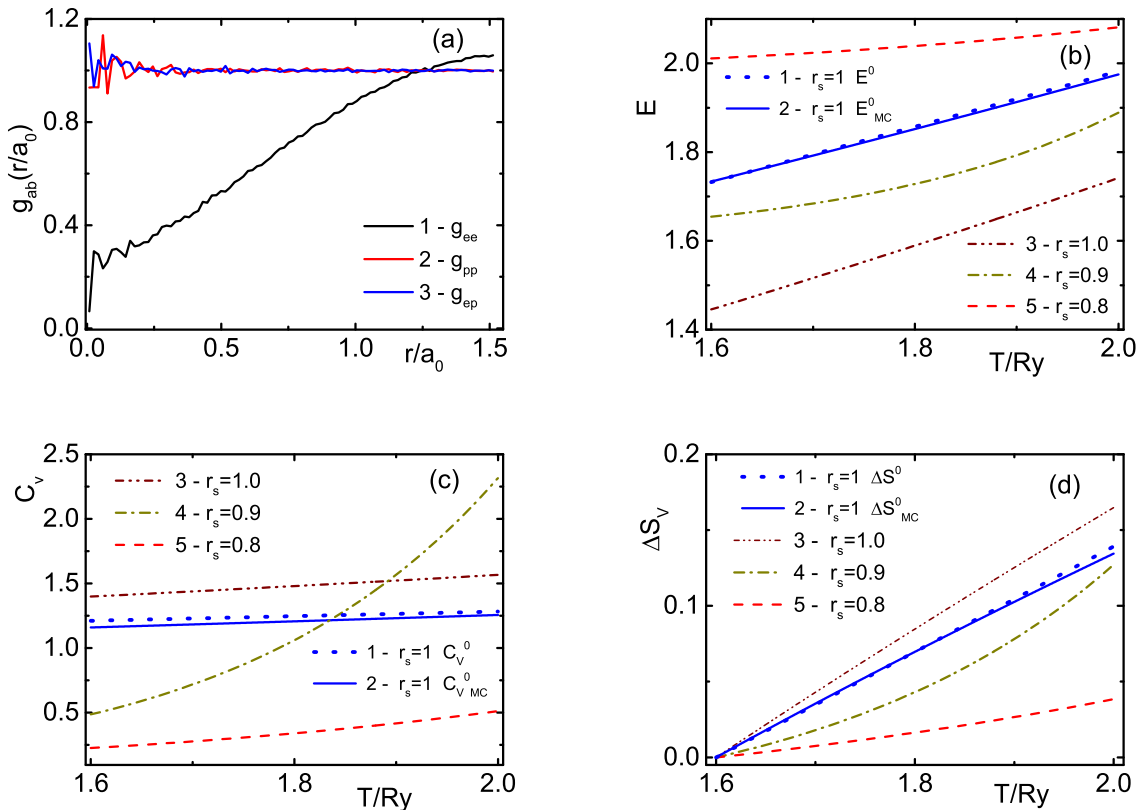 (a)
g_ab(r/a_0)
1.2
0.8
0.4
0.0
1 - g_ee
2 - g_pp
3 - g_ep
0.0 0.5 1.0 1.5
r/a_0
(b)
E
2.0
1.8
1.6
1.4
1 - r_s=1 E^0
2 - r_s=1 E^0_MC
3 - r_s=1.0
4 - r_s=0.9
5 - r_s=0.8
1.6 1.8 2.0
T/Ry
(c)
C_v
2.5
2.0
1.5
1.0
0.5
3 - r_s=1.0
4 - r_s=0.9
5 - r_s=0.8
1 - r_s=1 C_V^0
2 - r_s=1 C_V^0_MC
1.6 1.8 2.0
T/Ry
(d)
ΔS_V
0.2
0.1
0.0
1 - r_s=1 ΔS^0
2 - r_s=1 ΔS^0_MC
3 - r_s=1.0
4 - r_s=0.9
5 - r_s=0.8
1.6 1.8 2.0
T/Ry